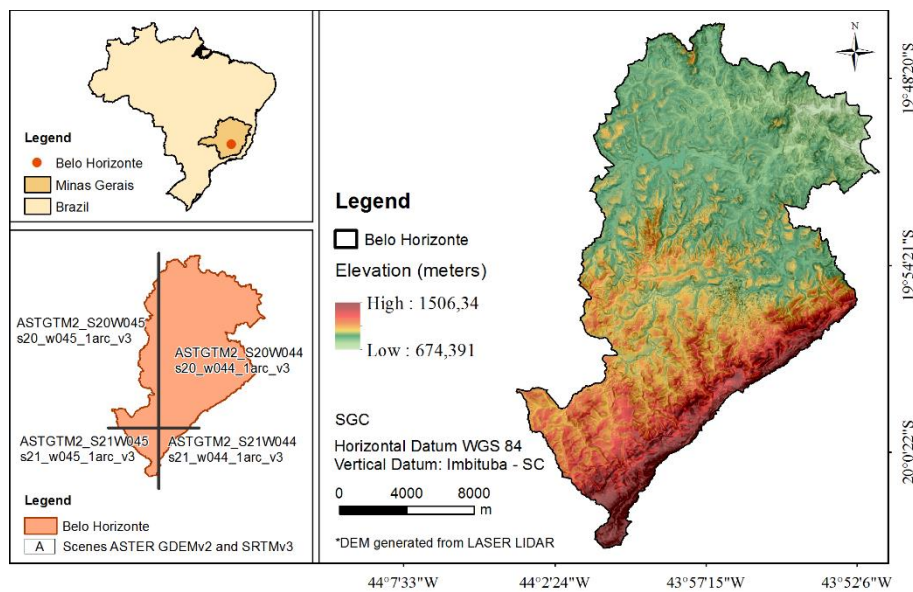 Legend
Belo Horizonte
Minas Gerais
Brazil
ASTGTM2_S20W045
s20_w045_1arc_v3
ASTGTM2_S20W044
s20_w044_1arc_v3
ASTGTM2_S21W045
s21_w045_1arc_v3
ASTGTM2_S21W044
s21_w044_1arc_v3
Legend
Belo Horizonte
A Scenes ASTER GDEMv2 and SRTMv3
Legend
Belo Horizonte
Elevation (meters)
High : 1506,34
Low : 674,391
SGC
Horizontal Datum WGS 84
Vertical Datum: Imbituba - SC
0 4000 8000
m
*DEM generated from LASER LIDAR
N
19°48'20"S
19°54'21"S
20°0'22"S
44°7'33"W 44°2'24"W 43°57'15"W 43°52'6"W